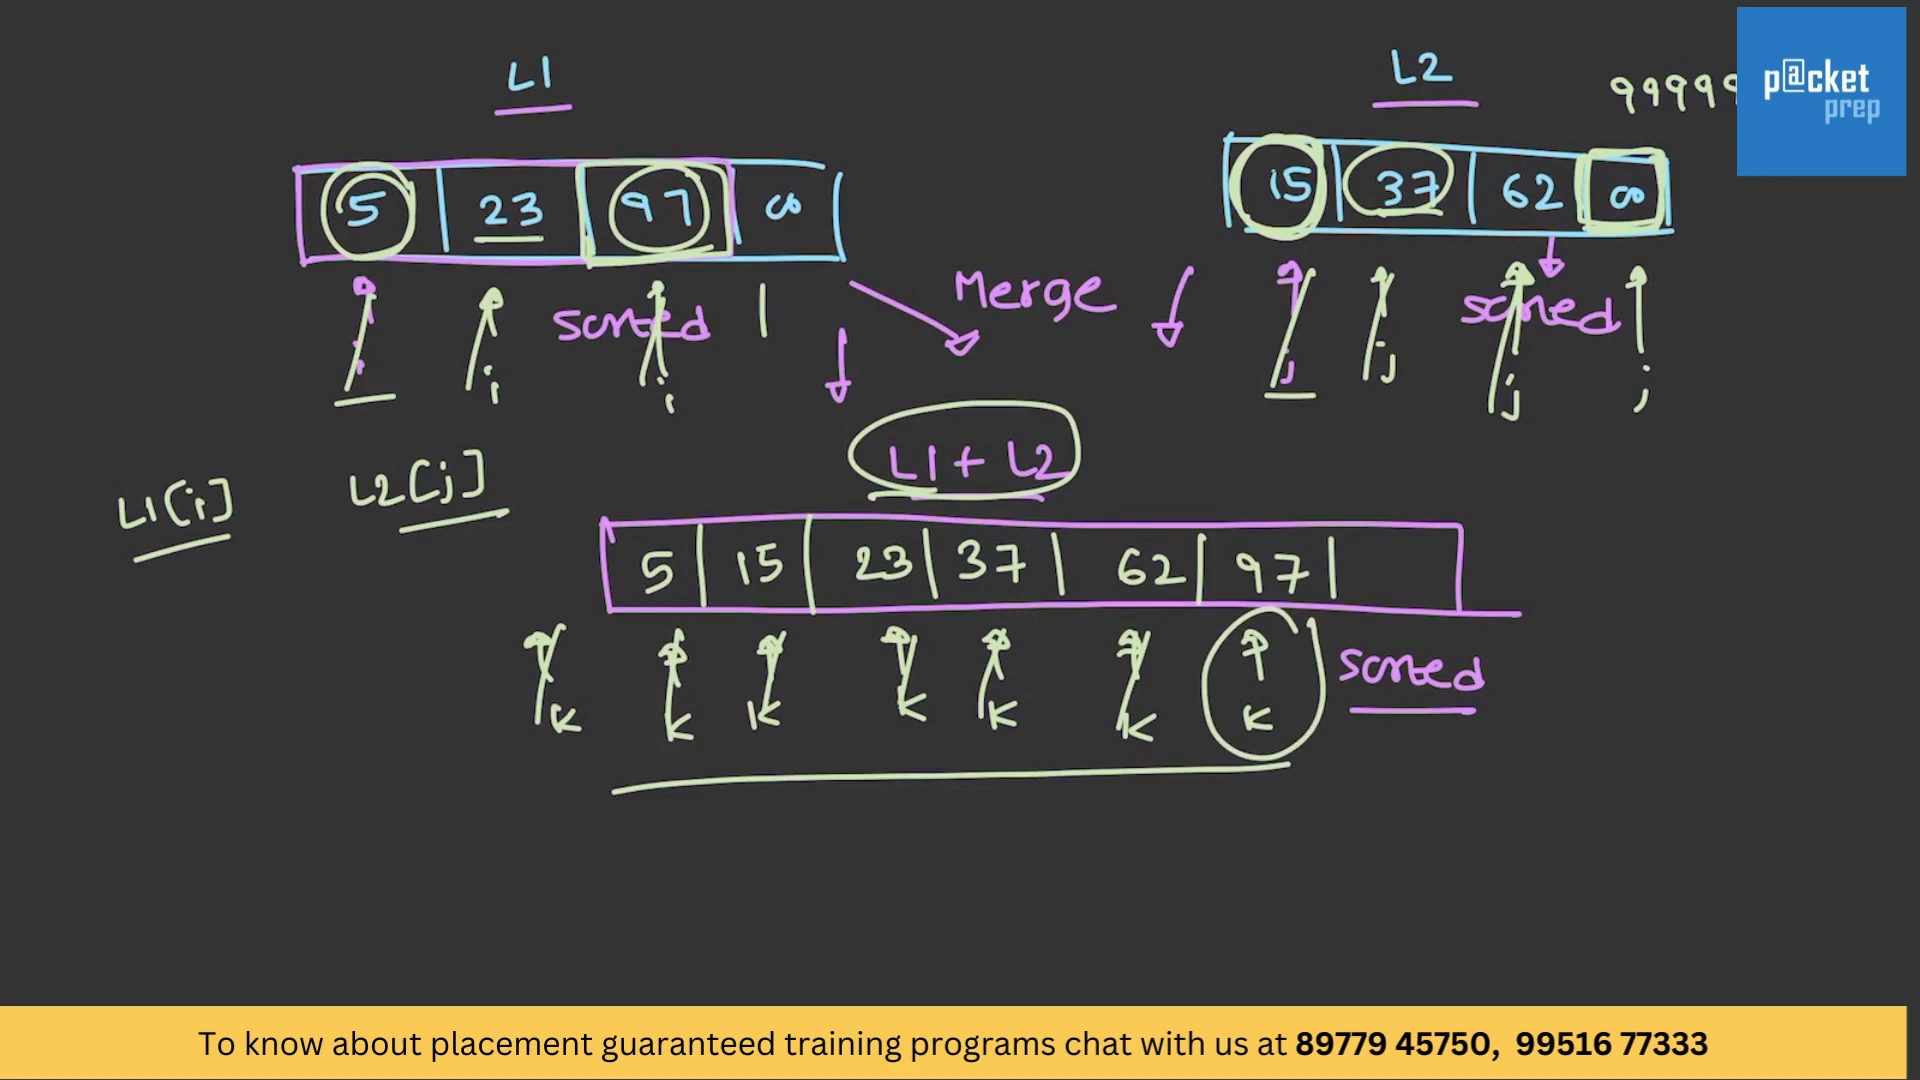 L1
L2
99999
p@cket
prep
5 23 97 ∞
15 37 62 ∞
sorted
Merge
sorted
i i
j j j j
L1[i] L2[j]
L1 + L2
5 15 23 37 62 97
k k k k k k k
sorted
To know about placement guaranteed training programs chat with us at 89779 45750, 99516 77333